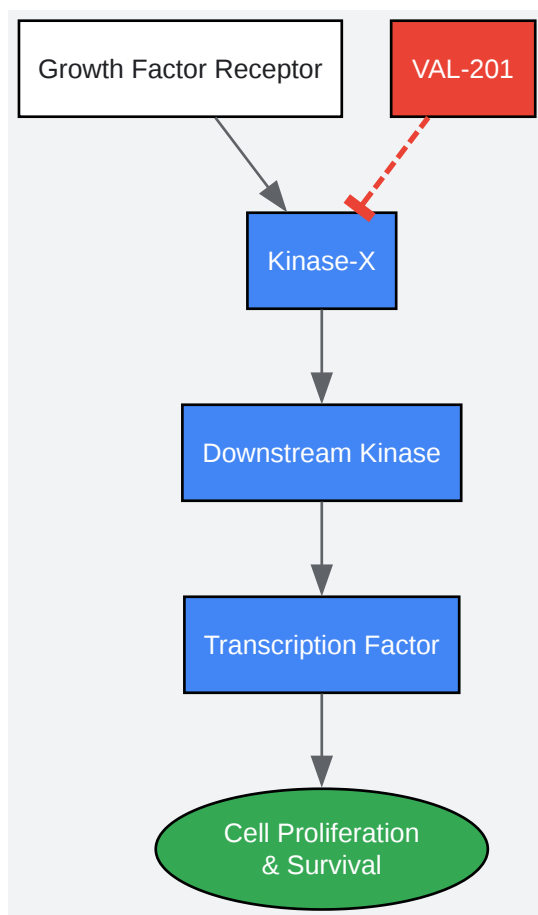 Growth Factor Receptor
VAL-201
Kinase-X
Downstream Kinase
Transcription Factor
Cell Proliferation
& Survival